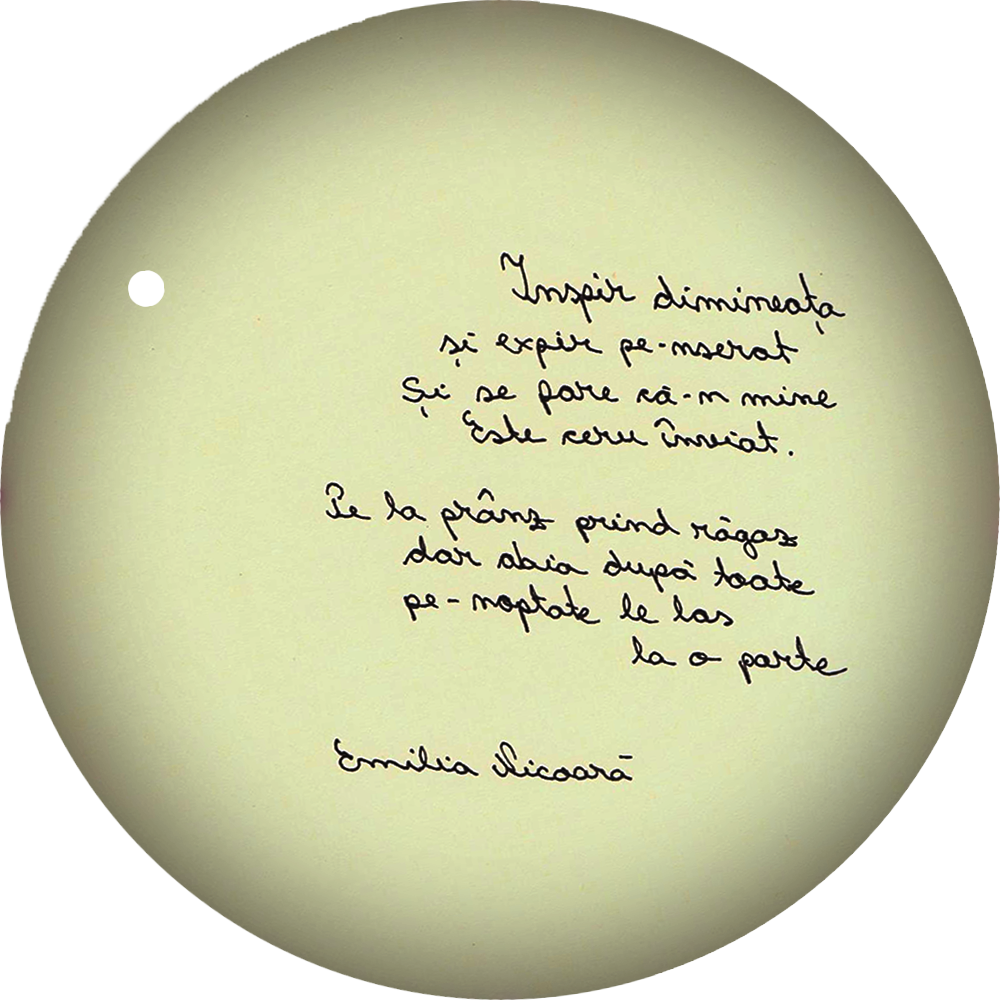 Inspir dimineața
și expir pe-nserat
Și se pare că-n mine
Este ceru înviat.
Pe la prânz prind răgaz
dar abia după toate
pe-noptate le las
la o parte
Emilia Nicoară